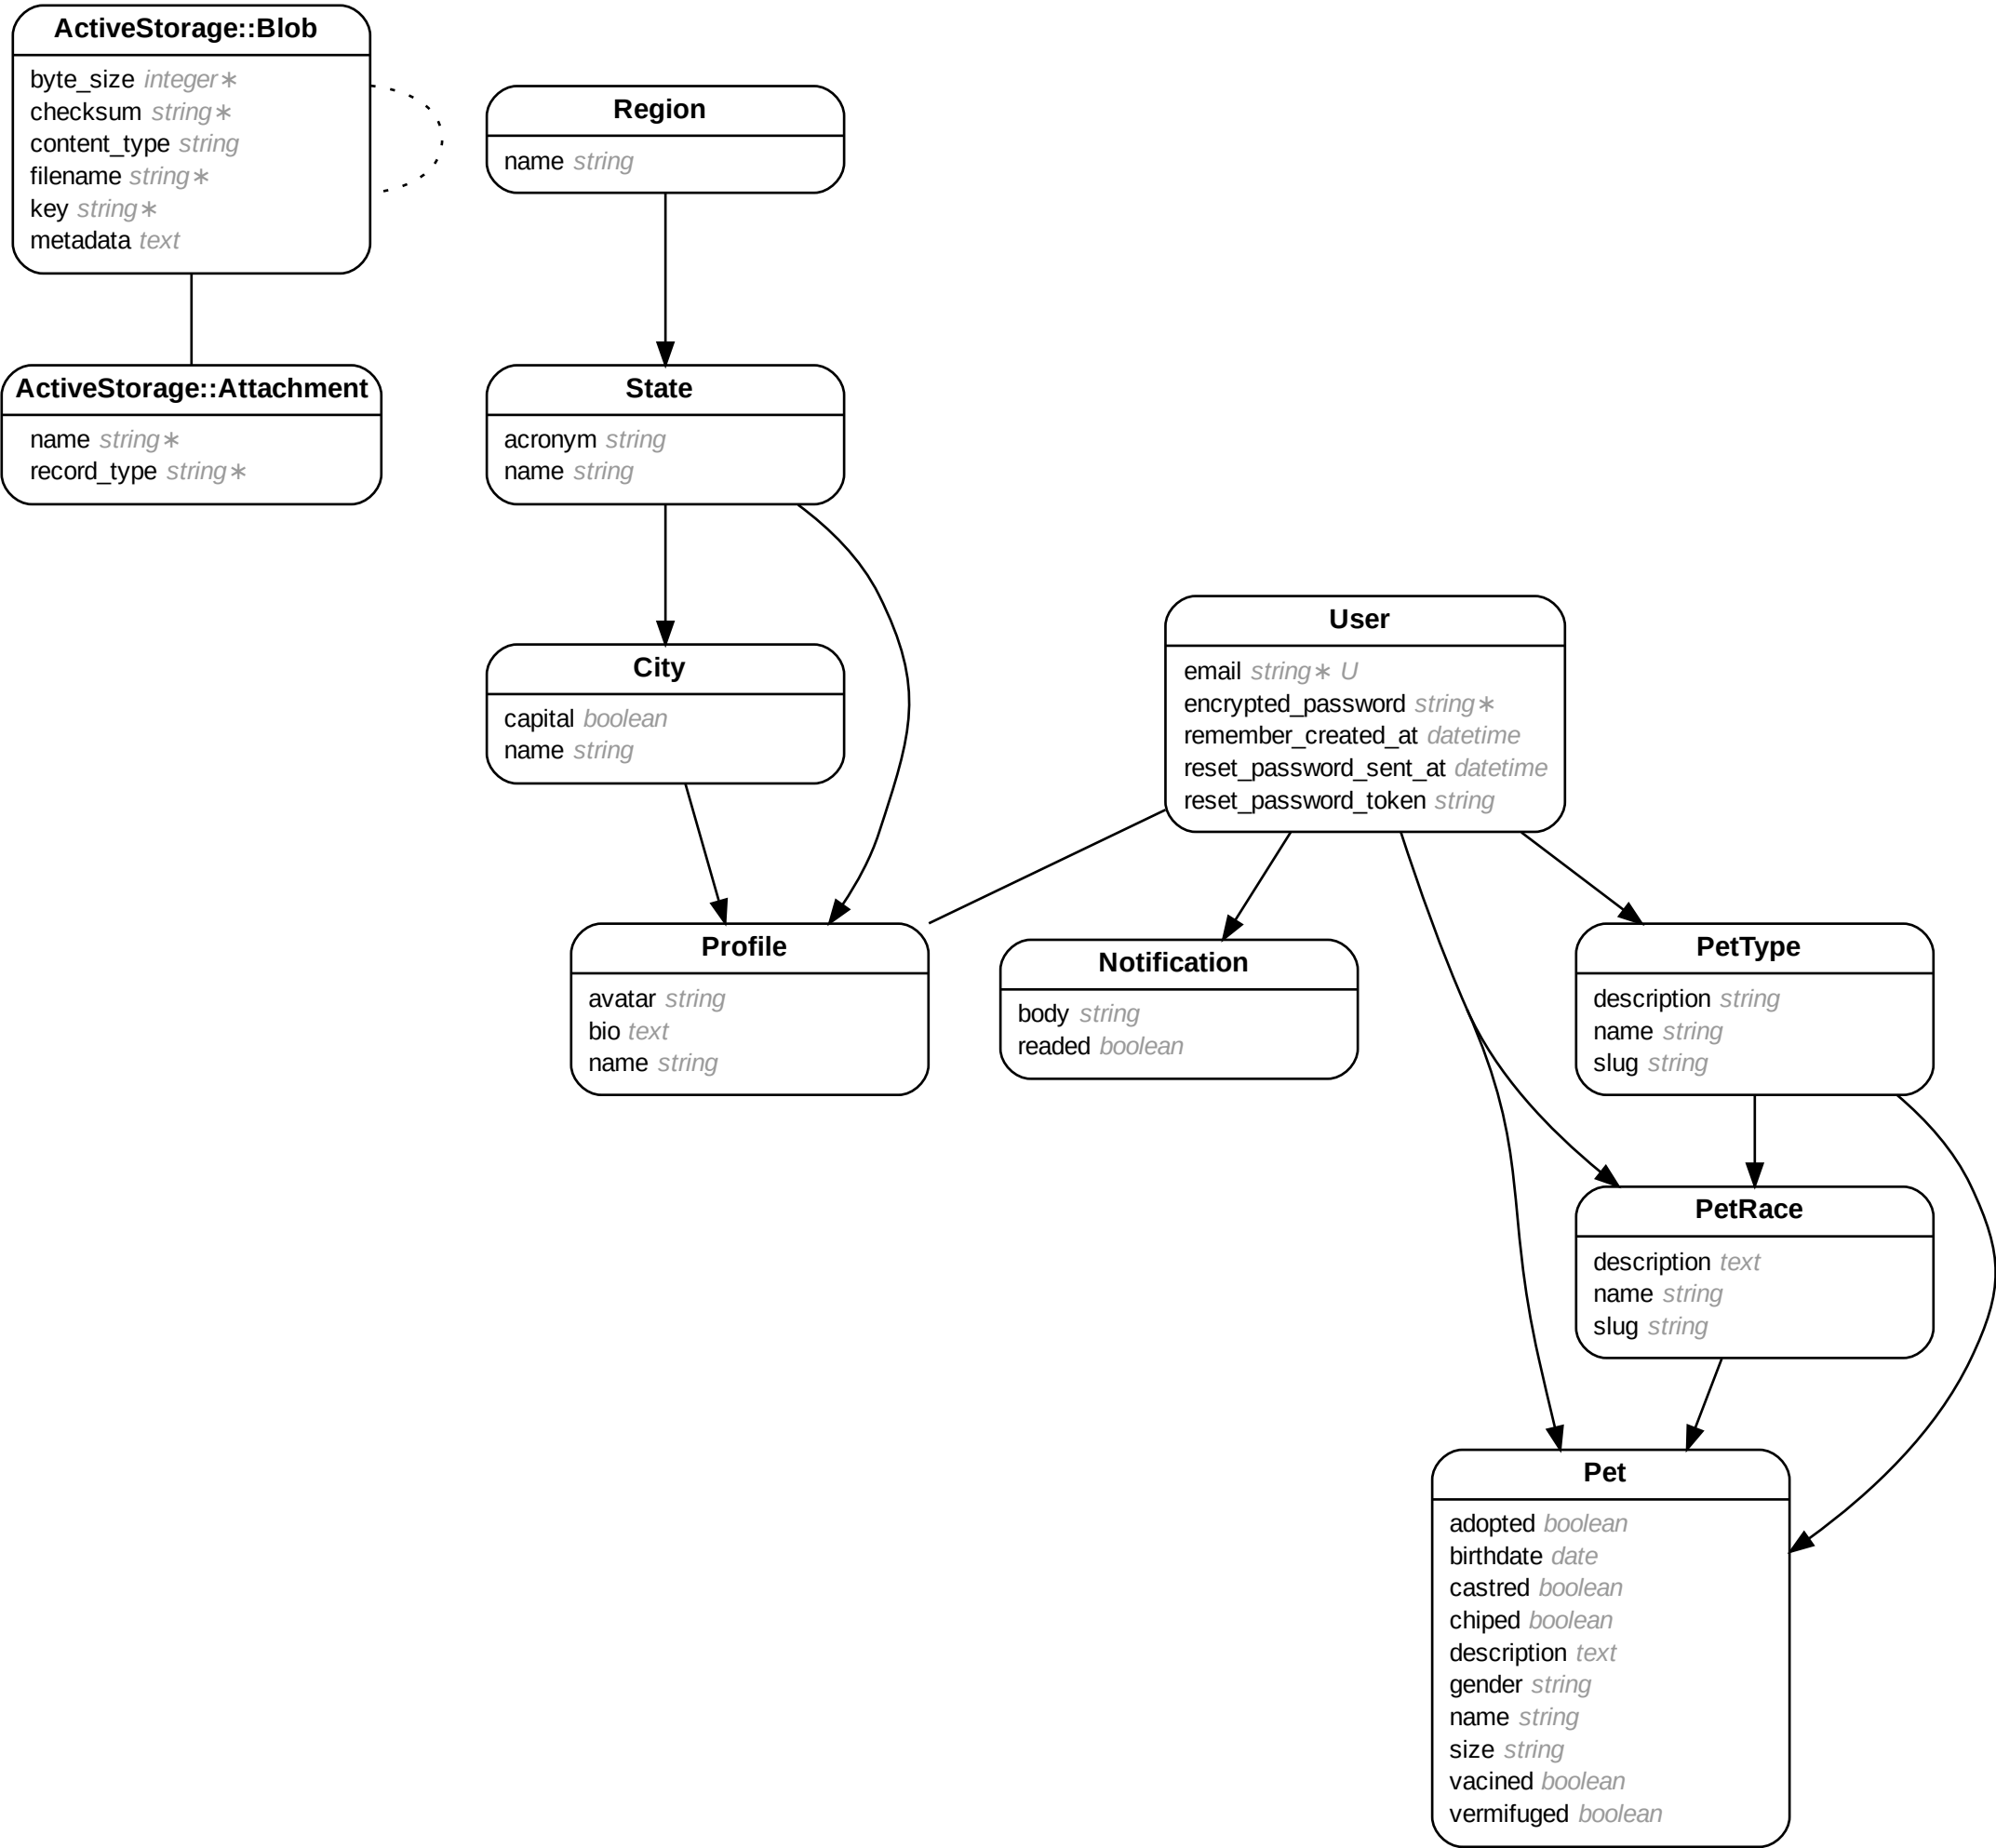 ActiveStorage::Blob
byte_size integer∗
checksum string∗
content_type string
filename string∗
key string∗
metadata text
ActiveStorage::Attachment
name string∗
record_type string∗
Region
name string
State
acronym string
name string
City
capital boolean
name string
User
email string∗ U
encrypted_password string∗
remember_created_at datetime
reset_password_sent_at datetime
reset_password_token string
Profile
avatar string
bio text
name string
Notification
body string
readed boolean
PetType
description string
name string
slug string
PetRace
description text
name string
slug string
Pet
adopted boolean
birthdate date
castred boolean
chiped boolean
description text
gender string
name string
size string
vacined boolean
vermifuged boolean